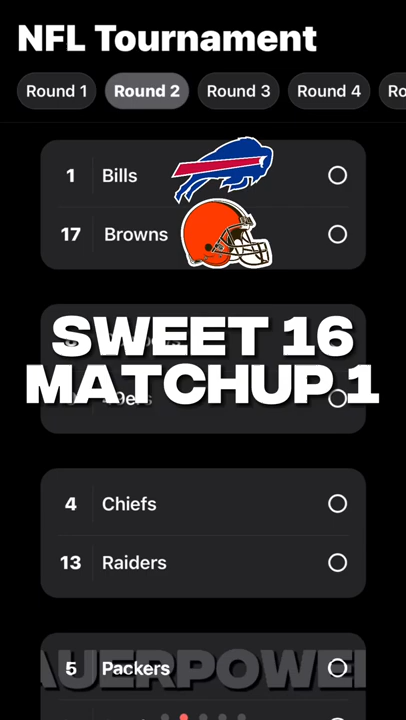 NFL Tournament
Round 1 Round 2 Round 3 Round 4 Ro
1 Bills
17 Browns
SWEET 16
MATCHUP 1
4 Chiefs
13 Raiders
5 Packers